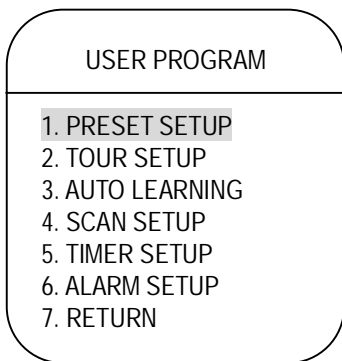 USER PROGRAM
1. PRESET SETUP
2. TOUR SETUP
3. AUTO LEARNING
4. SCAN SETUP
5. TIMER SETUP
6. ALARM SETUP
7. RETURN